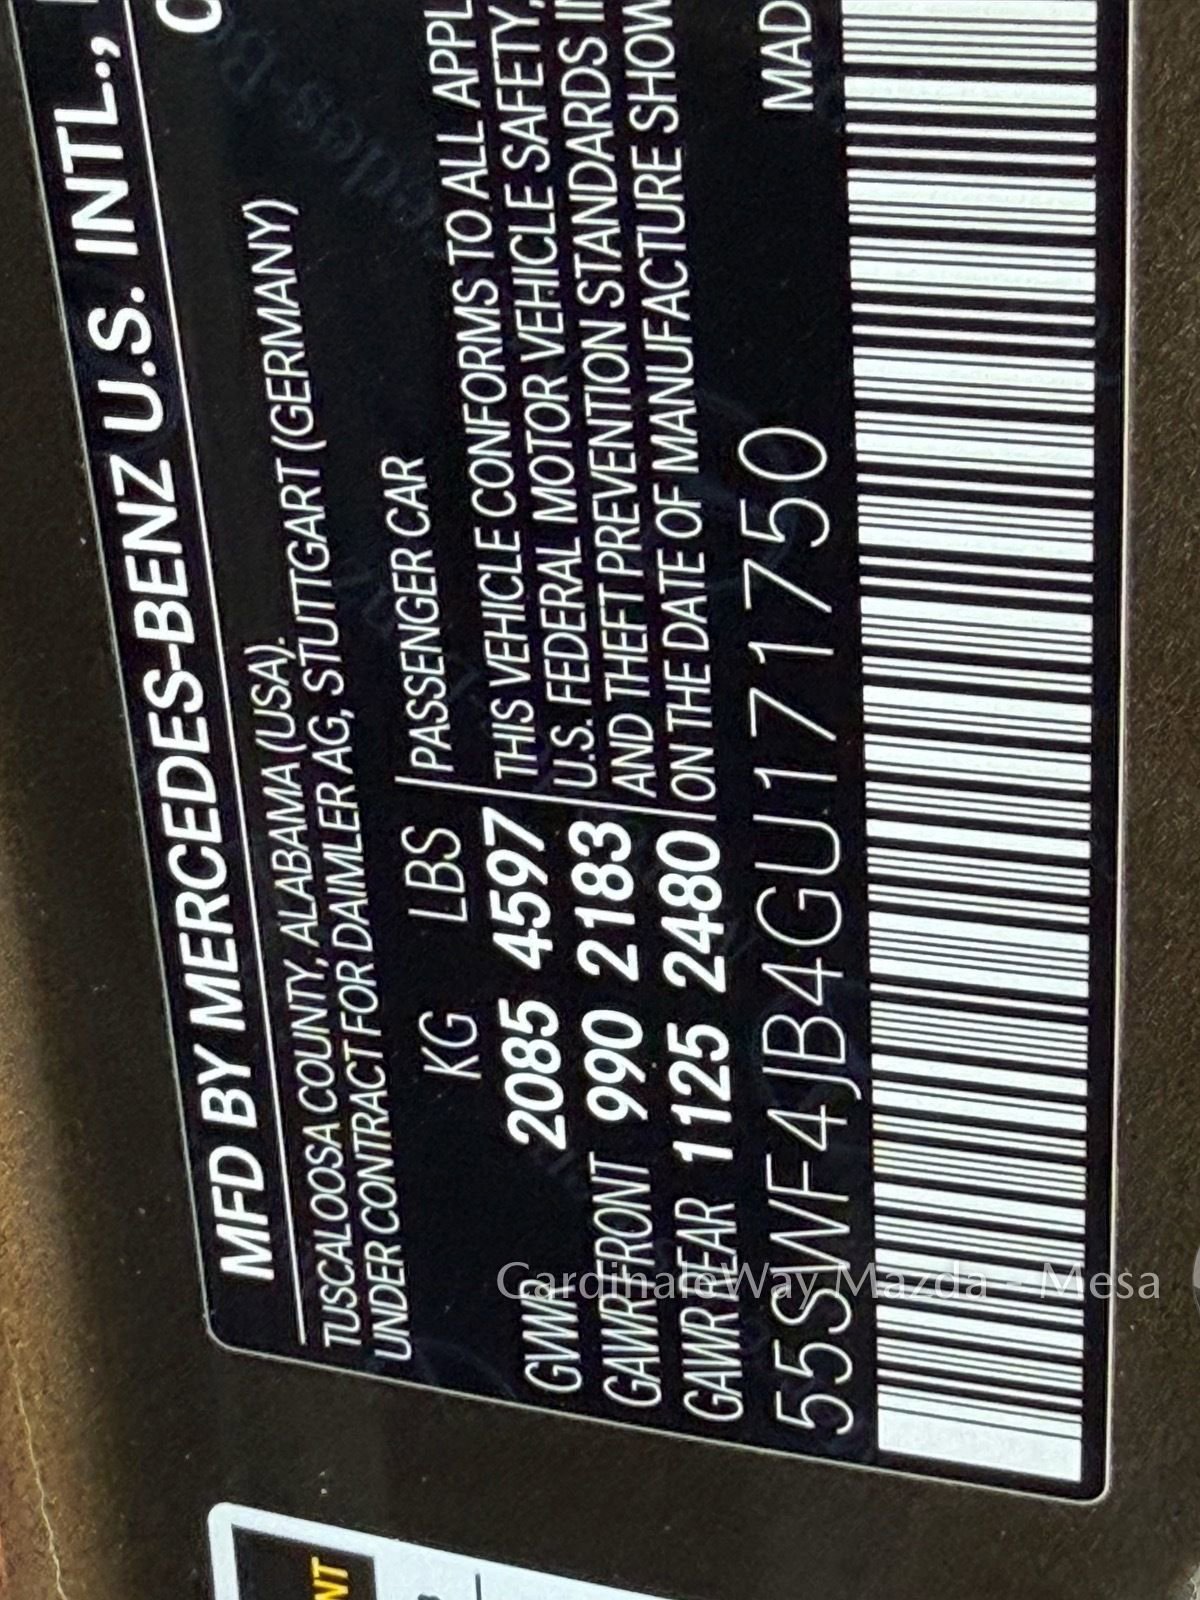 MFD BY MERCEDES-BENZ U.S. INTL.,
TUSCALOOSA COUNTY, ALABAMA (USA).
UNDER CONTRACT FOR DAIMLER AG, STUTTGART (GERMANY)
KG LBS
GVWR 2085 4597
GAWR FRONT 990 2183
GAWR REAR 1125 2480
PASSENGER CAR
THIS VEHICLE CONFORMS TO ALL APPL
U.S. FEDERAL MOTOR VEHICLE SAFETY,
AND THEFT PREVENTION STANDARDS IN
ON THE DATE OF MANUFACTURE SHOW
55SWF4JB4GU171750
MAD
CardinaleWay Mazda - Mesa
NT